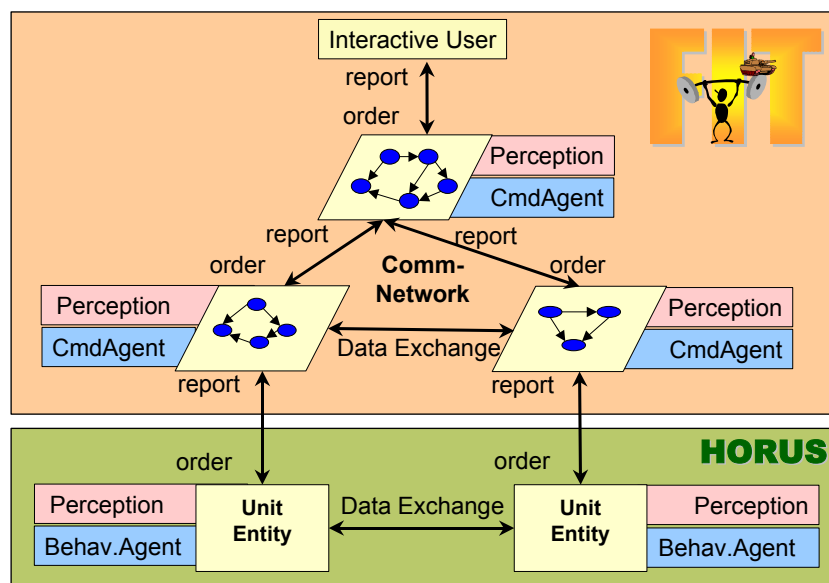 Interactive User
FIT
report
order
Perception
CmdAgent
report
report
order
Comm-
Network
order
Perception
CmdAgent
Perception
CmdAgent
Data Exchange
report
report
HORUS
order
order
Perception
Behav.Agent
Unit
Entity
Data Exchange
Unit
Entity
Perception
Behav.Agent